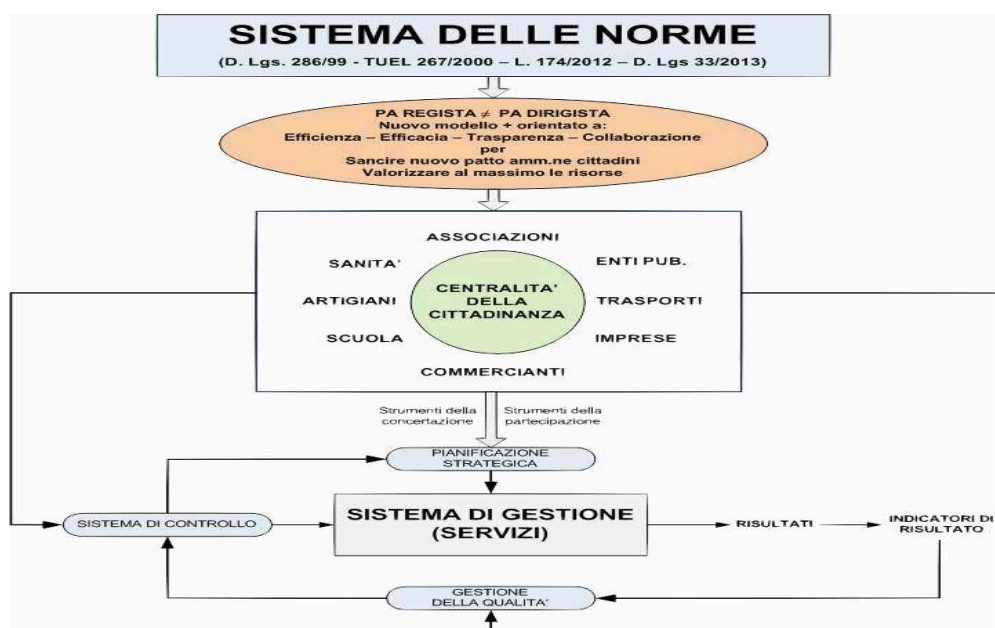 SISTEMA DELLE NORME
(D. Lgs. 286/99 - TUEL 267/2000 – L. 174/2012 – D. Lgs 33/2013)
PA REGISTA ≠ PA DIRIGISTA
Nuovo modello + orientato a:
Efficienza – Efficacia – Trasparenza – Collaborazione
per
Sancire nuovo patto amm.ne cittadini
Valorizzare al massimo le risorse
ASSOCIAZIONI
SANITA'
ENTI PUB.
ARTIGIANI
CENTRALITA'
DELLA
CITTADINANZA
TRASPORTI
SCUOLA
IMPRESE
COMMERCIANTI
Strumenti della
concertazione
Strumenti della
partecipazione
PIANIFICAZIONE
STRATEGICA
SISTEMA DI CONTROLLO
SISTEMA DI GESTIONE
(SERVIZI)
RISULTATI
INDICATORI DI
RISULTATO
GESTIONE
DELLA QUALITA'